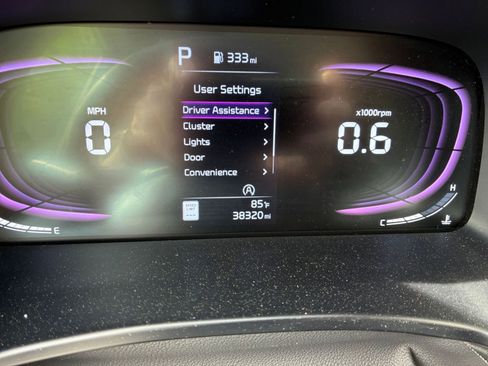 P 333 mi
User Settings
Driver Assistance >
Cluster >
Lights >
Door >
Convenience >
MPH
0
x1000rpm
0.6
85°F
38320 mi
E
H
C